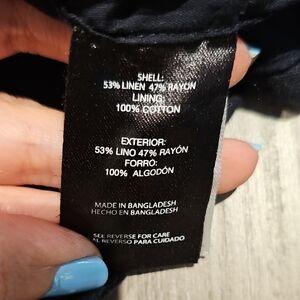 SHELL:
53% LINEN 47% RAYON
LINING:
100% COTTON
EXTERIOR:
53% LINO 47% RAYÓN
FORRO:
100% ALGODÓN
MADE IN BANGLADESH
HECHO EN BANGLADESH
SEE REVERSE FOR CARE
AL REVERSO PARA CUIDADO